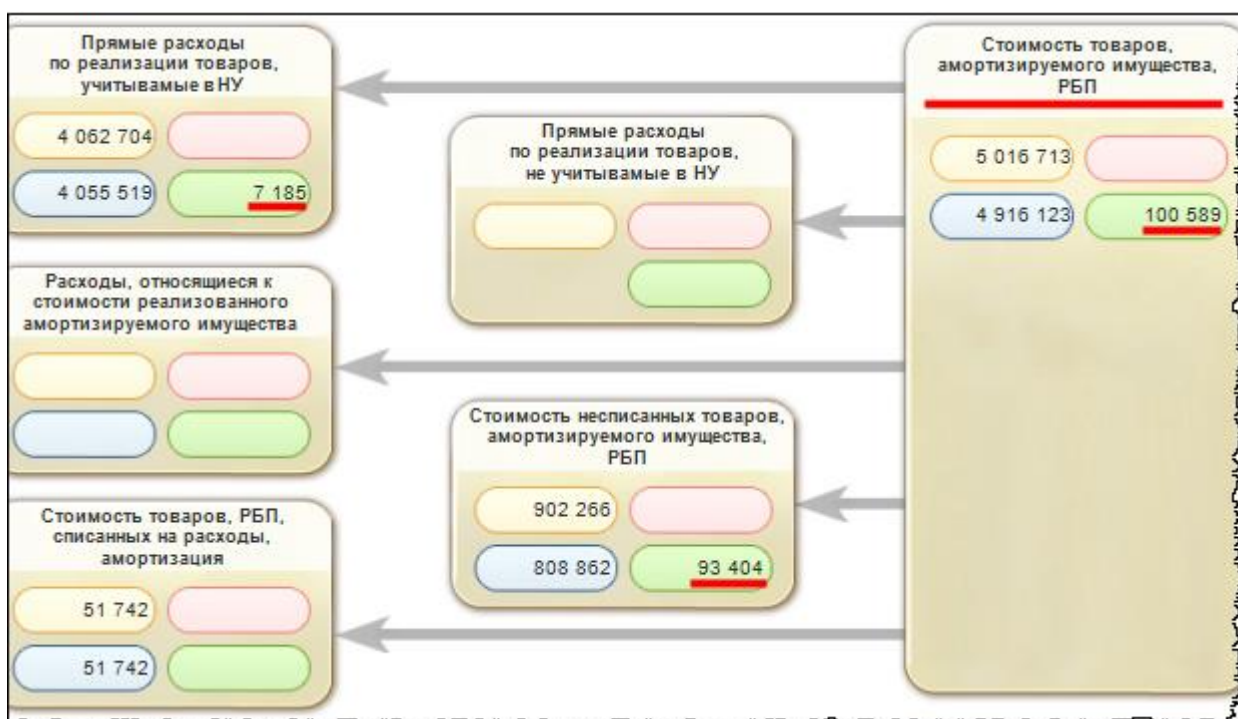 Прямые расходы
по реализации товаров,
учитывамые в НУ
4 062 704
4 055 519
7 185
Прямые расходы
по реализации товаров,
не учитывамые в НУ
Стоимость товаров,
амортизируемого имущества,
РБП
5 016 713
4 916 123
100 589
Расходы, относящиеся к
стоимости реализованного
амортизируемого имущества
Стоимость несписанных товаров,
амортизируемого имущества,
РБП
902 266
808 862
93 404
Стоимость товаров, РБП,
списанных на расходы,
амортизация
51 742
51 742